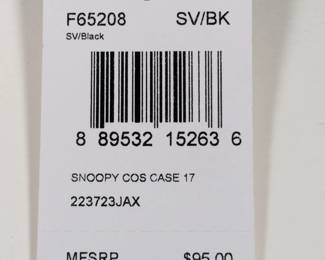 F65208 SV/BK
SV/Black
8 89532 15263 6
SNOOPY COS CASE 17
223723JAX
MFSRP $95.00